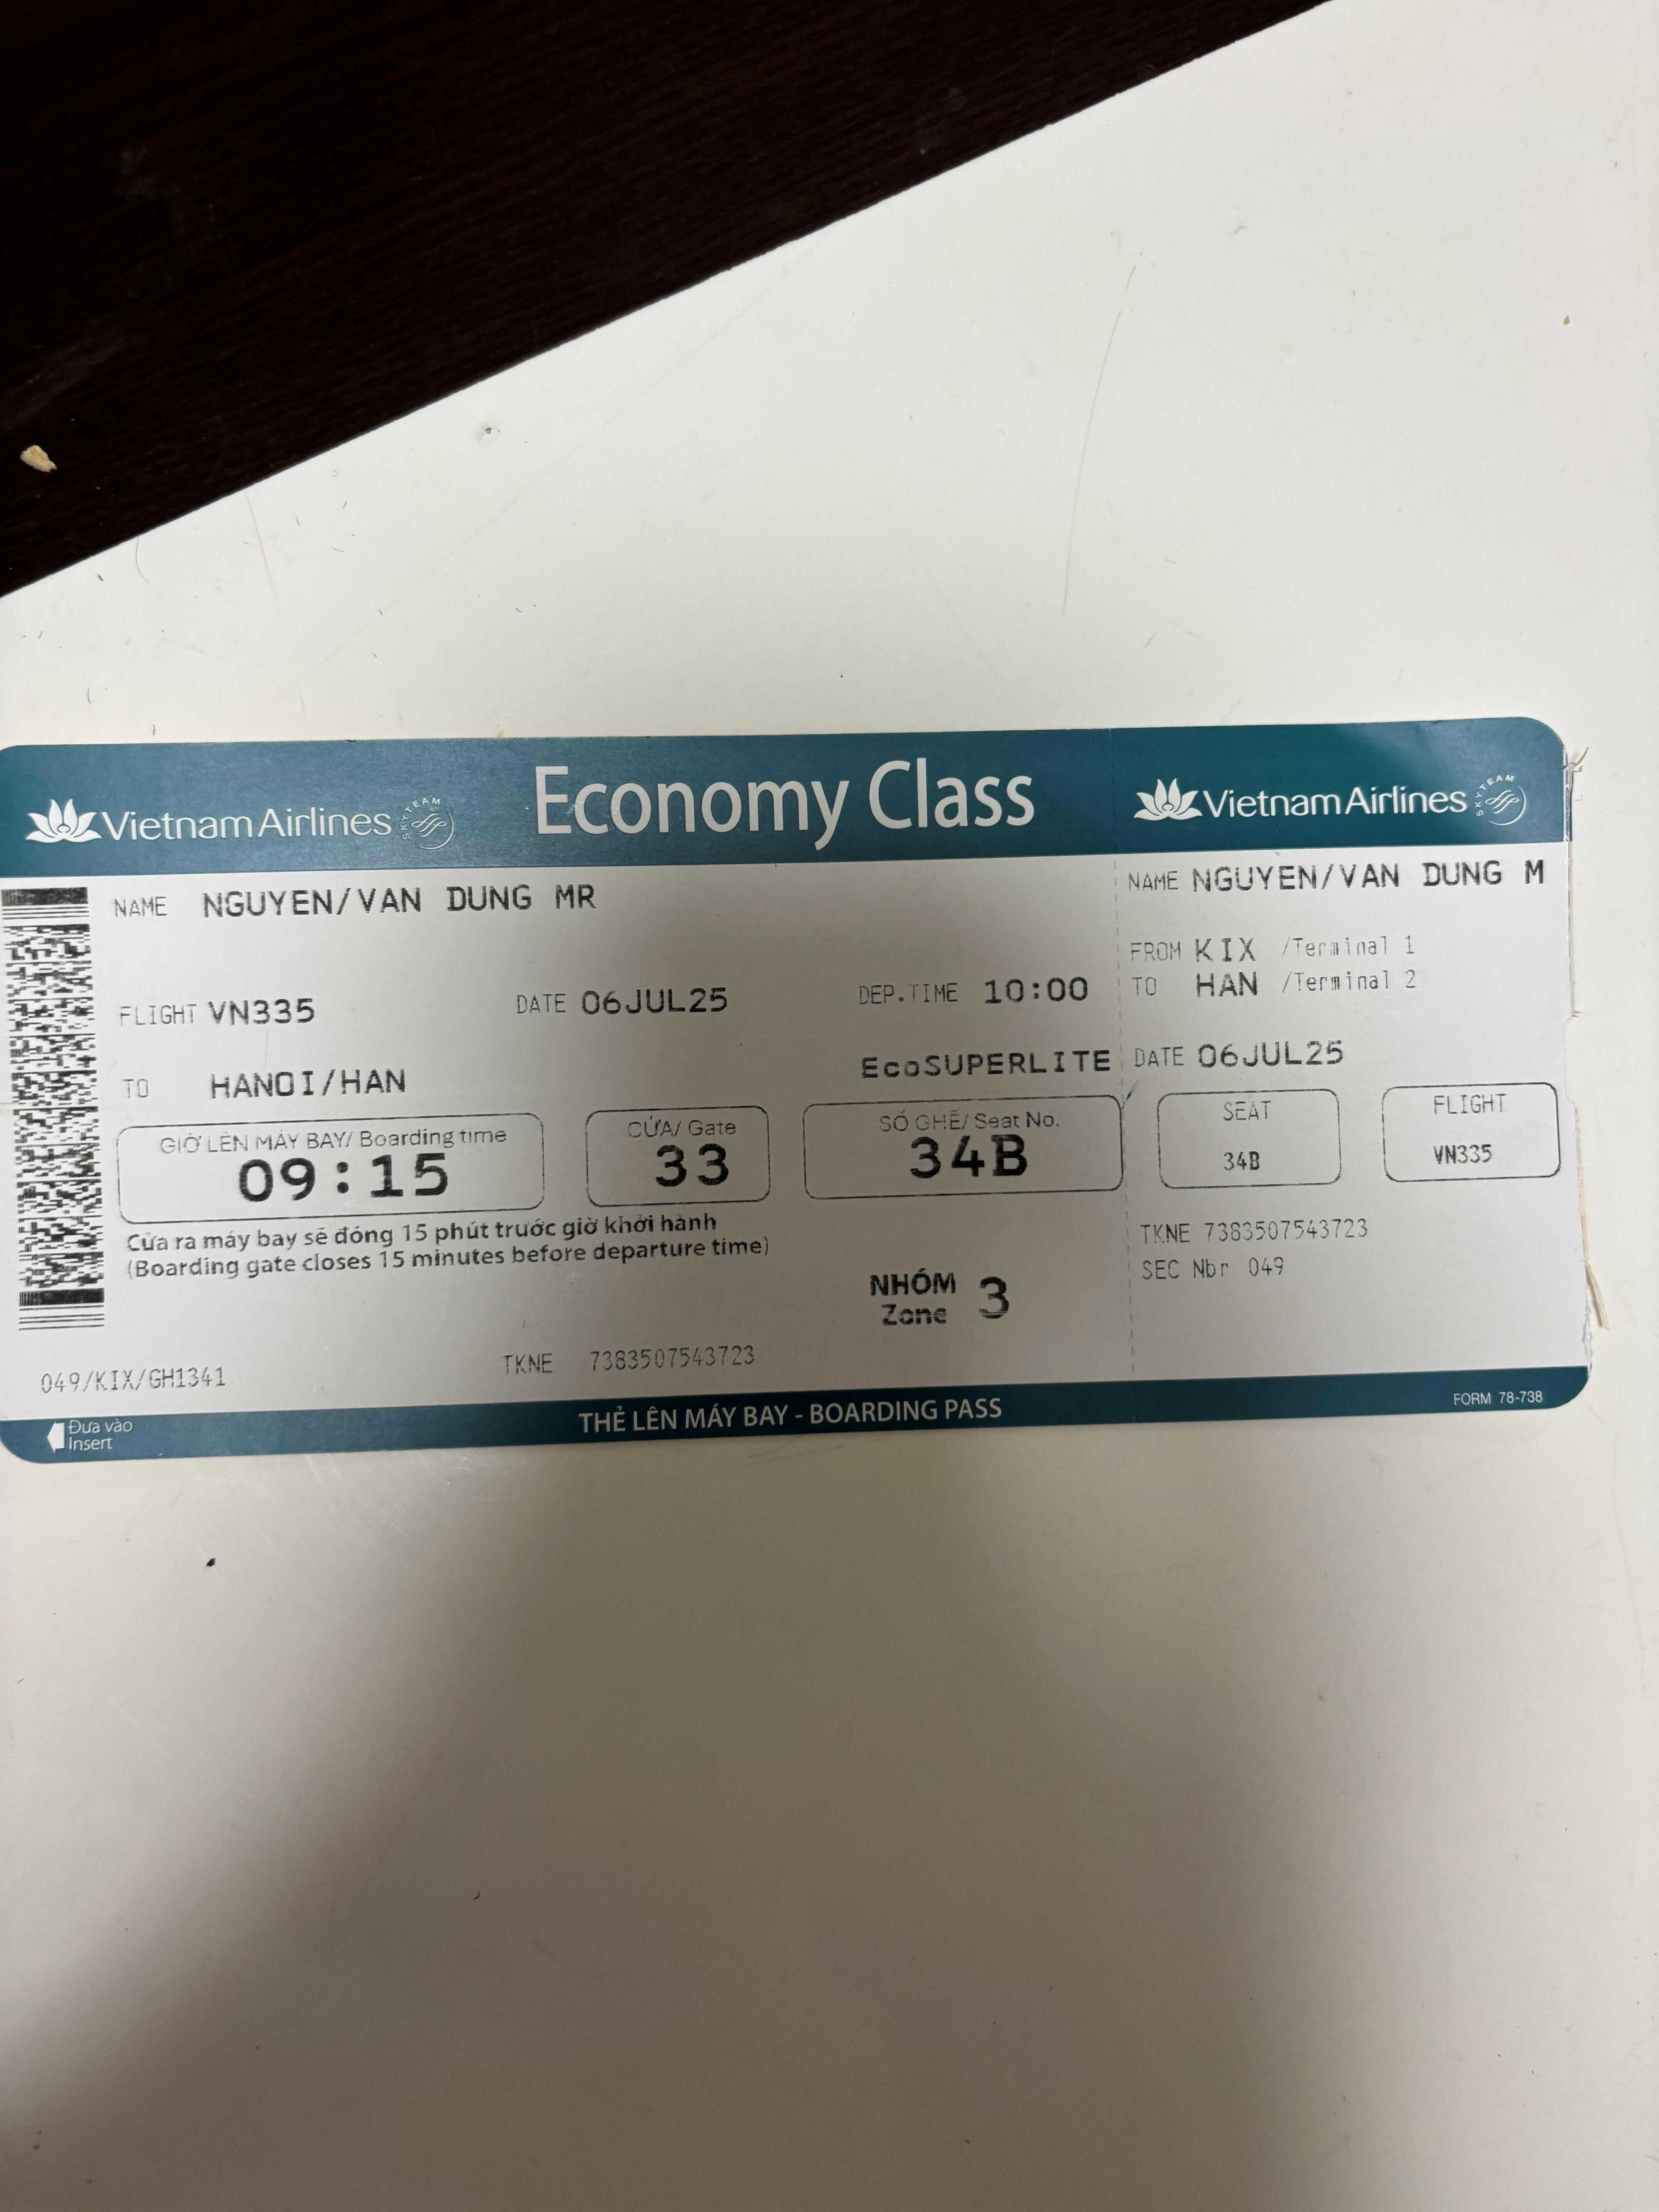 Vietnam Airlines SKYTEAM Economy Class Vietnam Airlines SKYTEAM
NAME NGUYEN/VAN DUNG MR
FLIGHT VN335 DATE 06JUL25 DEP.TIME 10:00
TO HANOI/HAN EcoSUPERLITE
GIỜ LÊN MÁY BAY/ Boarding time
09:15
CỬA/ Gate
33
SỐ GHẾ/ Seat No.
34B
Cửa ra máy bay sẽ đóng 15 phút trước giờ khởi hành
(Boarding gate closes 15 minutes before departure time)
NHÓM
Zone 3
TKNE 7383507543723
049/KIX/GH1341
Đưa vào
Insert
THẺ LÊN MÁY BAY - BOARDING PASS
NAME NGUYEN/VAN DUNG M
FROM KIX /Terminal 1
TO HAN /Terminal 2
DATE 06JUL25
SEAT
34B
FLIGHT
VN335
TKNE 7383507543723
SEC Nbr 049
FORM 78-738